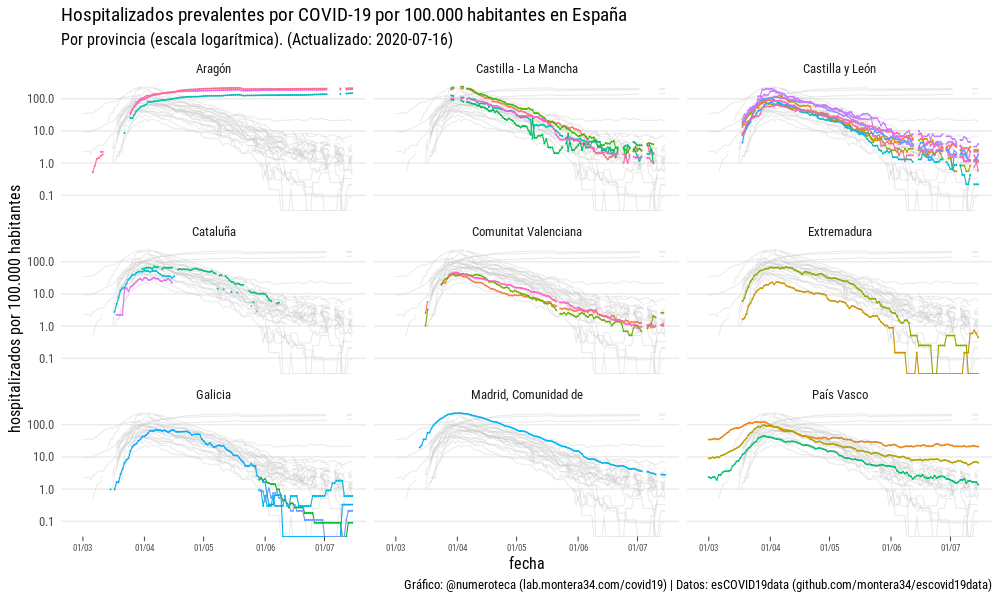 Hospitalizados prevalentes por COVID-19 por 100.000 habitantes en España
Por provincia (escala logarítmica). (Actualizado: 2020-07-16)
Aragón
Castilla - La Mancha
Castilla y León
100.0
10.0
1.0
0.1
Cataluña
Comunitat Valenciana
Extremadura
100.0
10.0
1.0
0.1
Galicia
Madrid, Comunidad de
País Vasco
100.0
10.0
1.0
0.1
01/03 01/04 01/05 01/06 01/07
01/03 01/04 01/05 01/06 01/07
01/03 01/04 01/05 01/06 01/07
hospitalizados por 100.000 habitantes
fecha
Gráfico: @numeroteca (lab.montera34.com/covid19) | Datos: esCOVID19data (github.com/montera34/escovid19data)